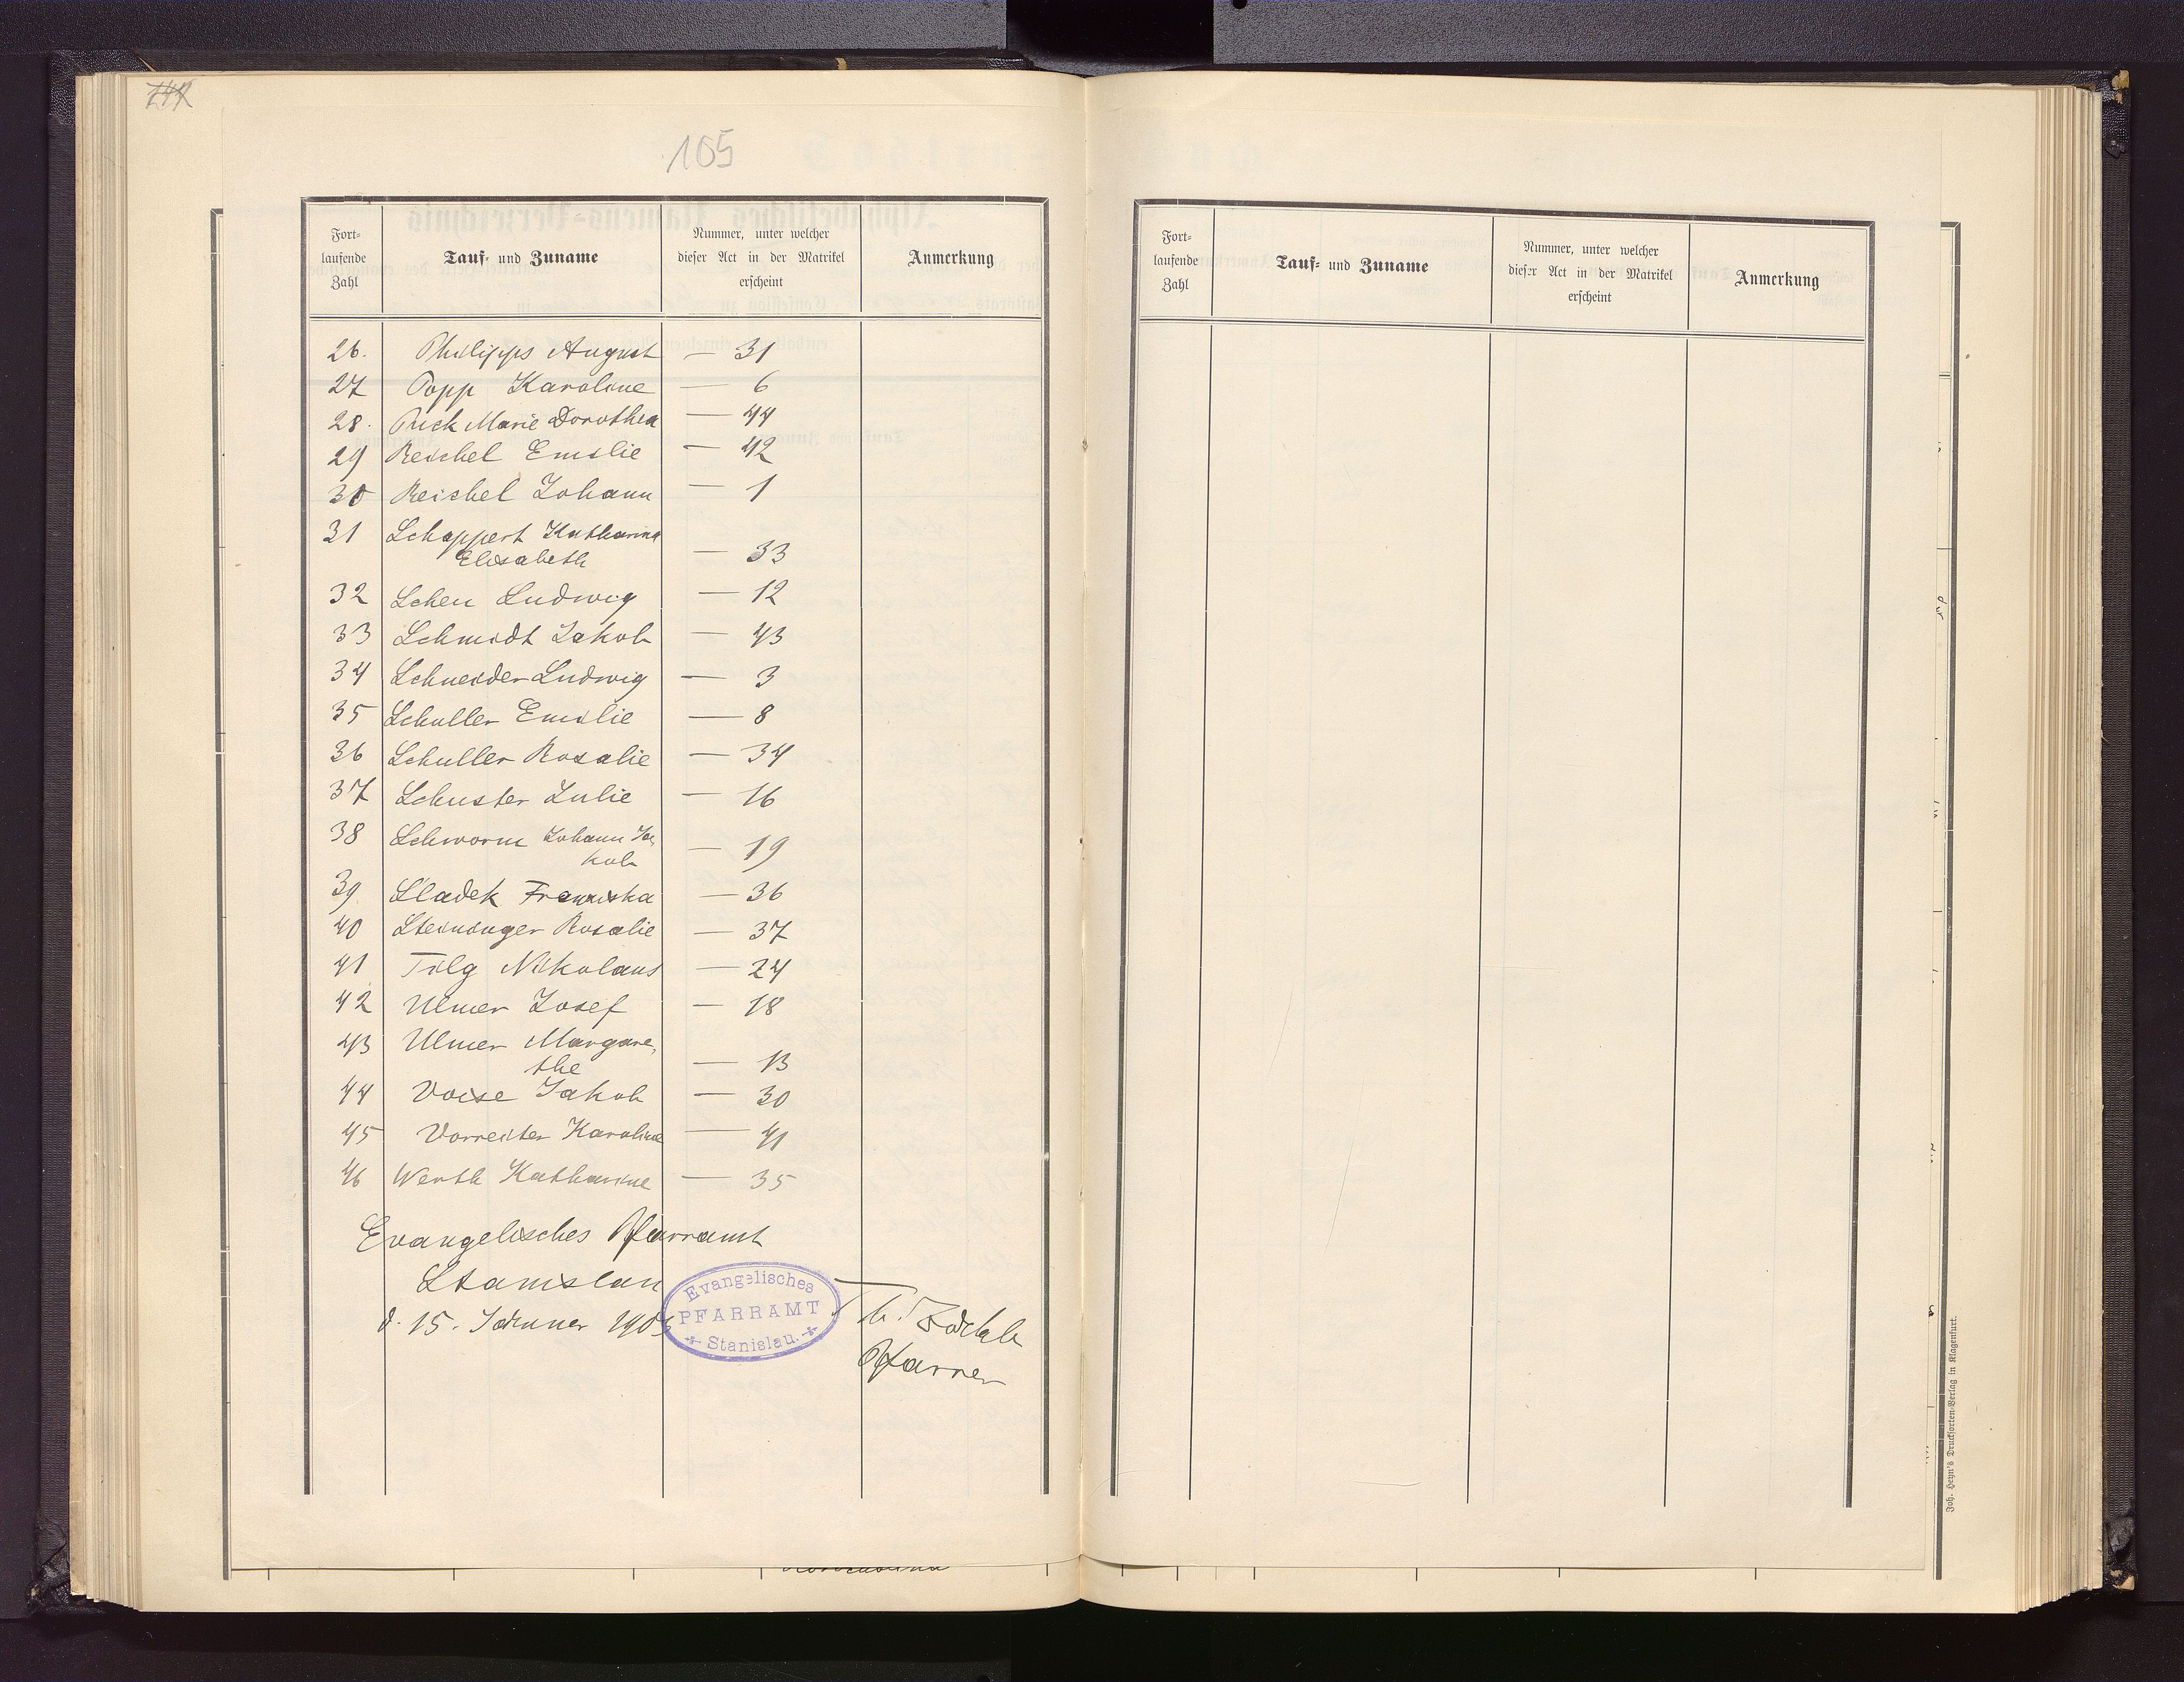 105
Fort-
laufende
Zahl
Tauf- und Zuname
Nummer, unter welcher
dieser Act in der Matrikel
erscheint
Anmerkung
26. Philipps August — 31
27 Popp Karoline — 6
28. Rick Marie Dorothea — 44
29 Reichel Emilie — 42
30 Reichel Johann — 1
31 Schappert Katharina
Elisabeth — 33
32 Scheu Ludwig — 12
33 Schmidt Jakob — 43
34 Schneider Ludwig — 3
35 Schuller Emilie — 8
36 Schuller Rosalie — 34
37 Schuster Julie — 16
38 Schworm Johann Ja-
kob — 19
39. Sladek Franziska — 36
40 Steininger Rosalie — 37
41 Tilg Nikolaus — 24
42 Ulmer Josef — 18
43 Ulmer Margare-
the — 13
44 Voise Jakob — 30
45 Vorreiter Karoline — 41
46 Werth Katharine — 35
Evangelisches Pfarramt
Stanislau
d. 15. Jänner 1903
Evangelisches
PFARRAMT
Stanislau.
Th. Zöckler
Pfarrer
Fort-
laufende
Zahl
Tauf- und Zuname
Nummer, unter welcher
dieser Act in der Matrikel
erscheint
Anmerkung
Joh. Heyn's Drucksorten-Verlag in Klagenfurt.